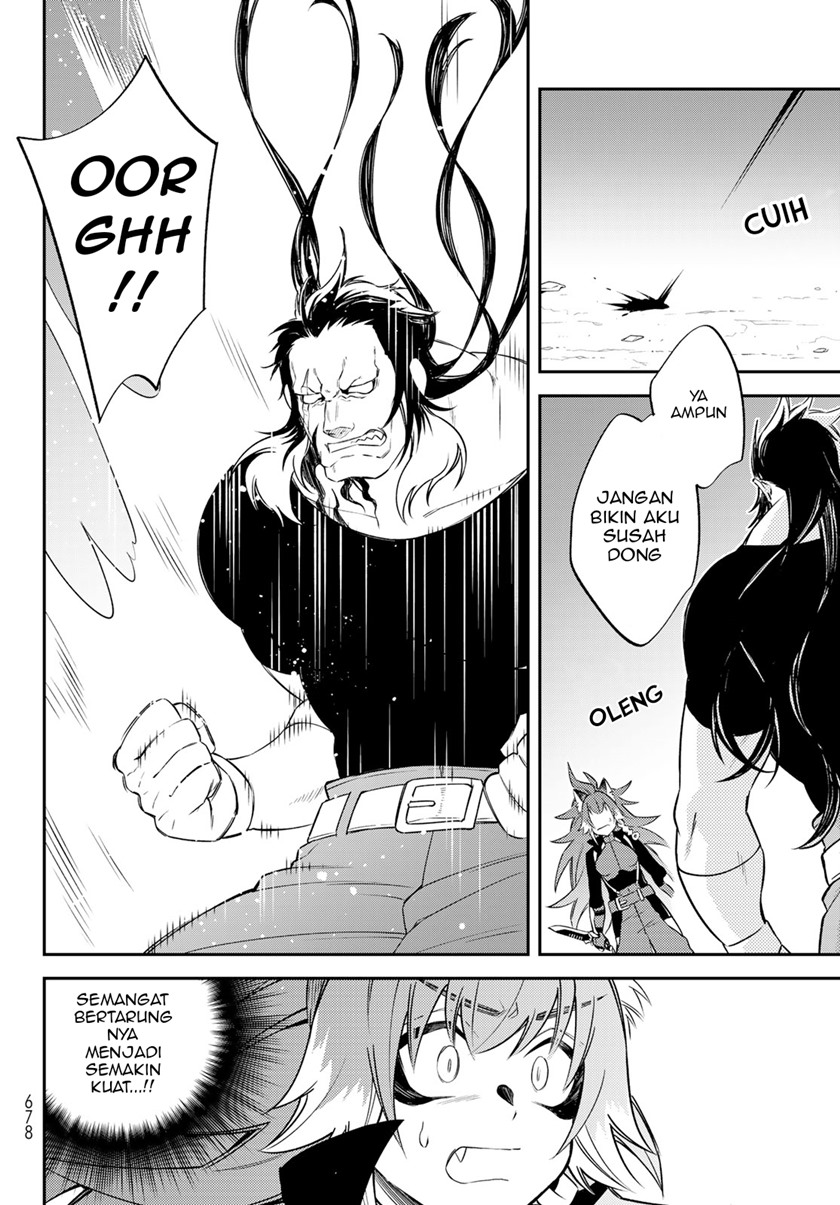 CUIH
YA
AMPUN
JANGAN
BIKIN AKU
SUSAH
DONG
OLENG
OOR
GHH
!!
SEMANGAT
BERTARUNG
NYA
MENJADI
SEMAKIN
KUAT...!!
678